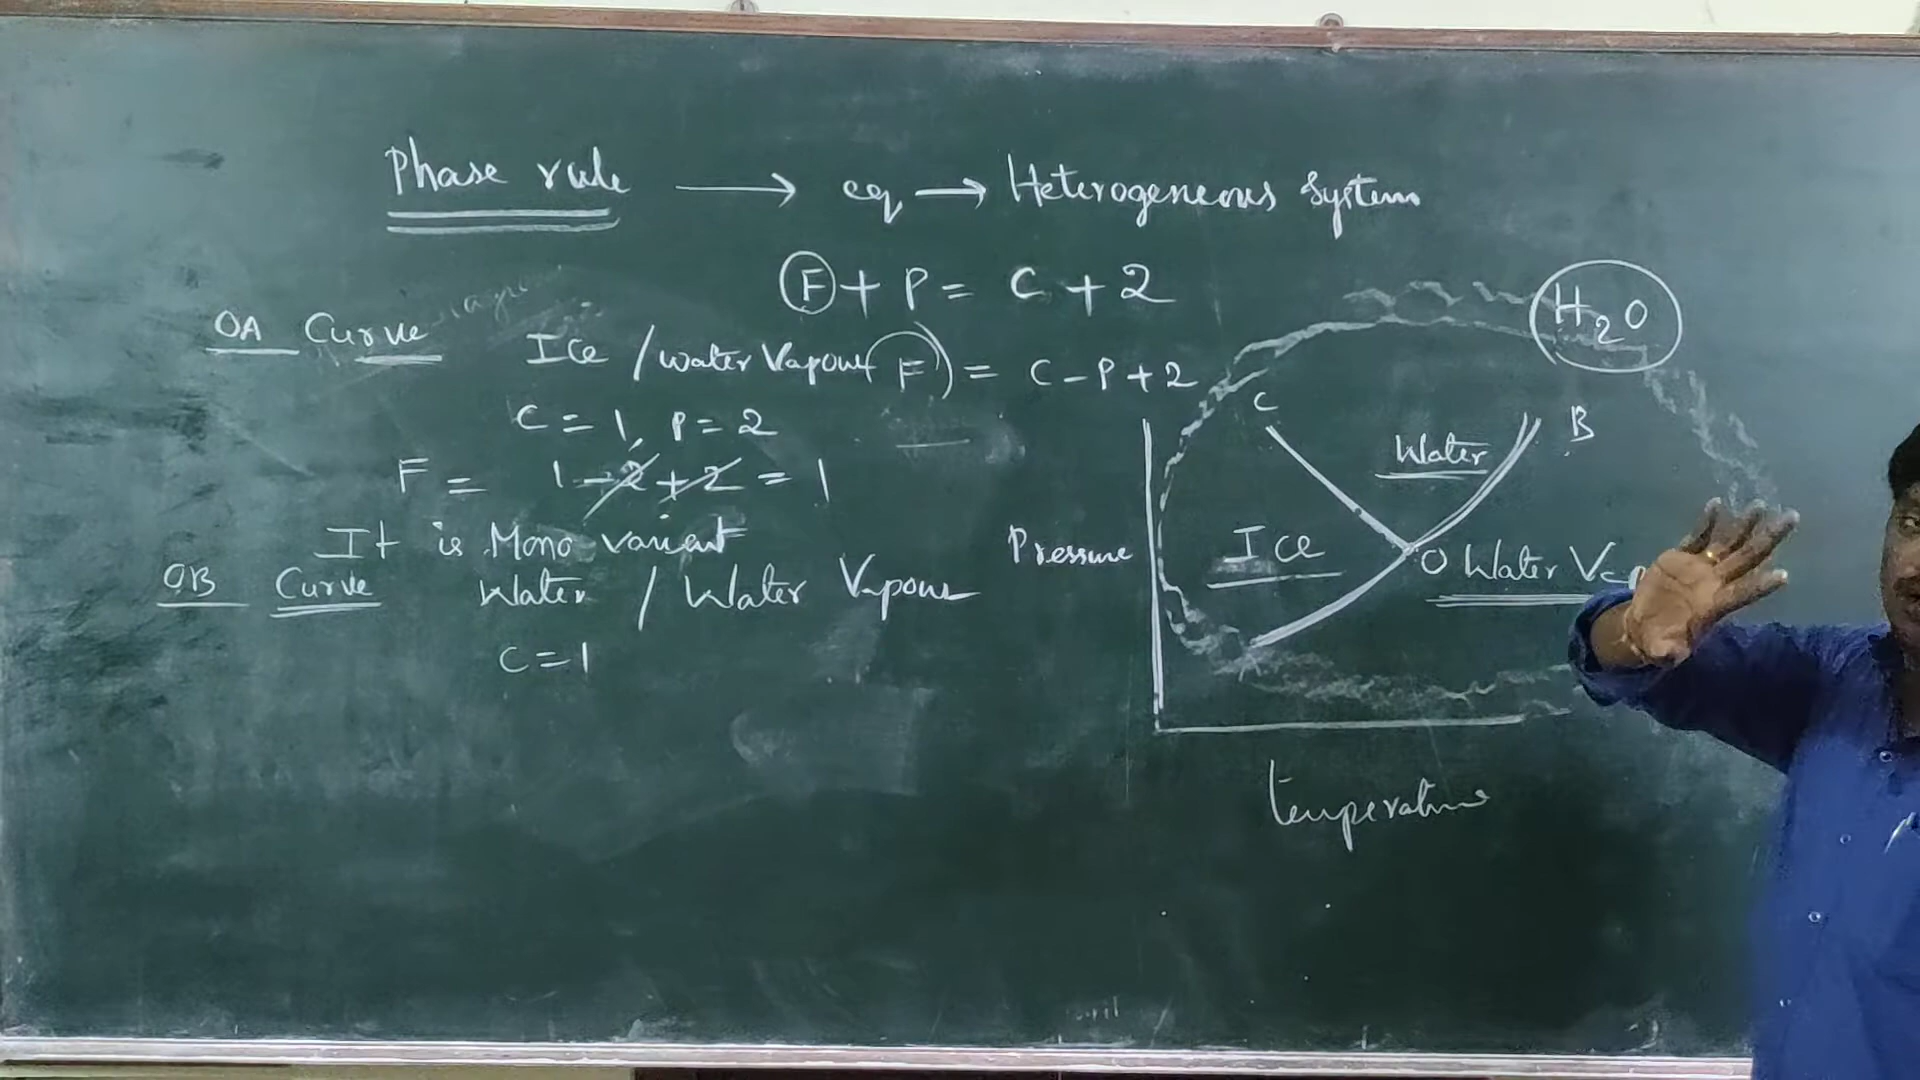 Phase rule → eq → Heterogeneous System
F + P = C + 2
OA Curve Ice / water Vapour F = C - P + 2
C = 1, P = 2
F = 1 - 2 + 2 = 1
It is Mono varient
OB Curve Water / Water Vapour
C = 1
H2O
C
B
Water
Pressure
Ice
O Water
A
temperature